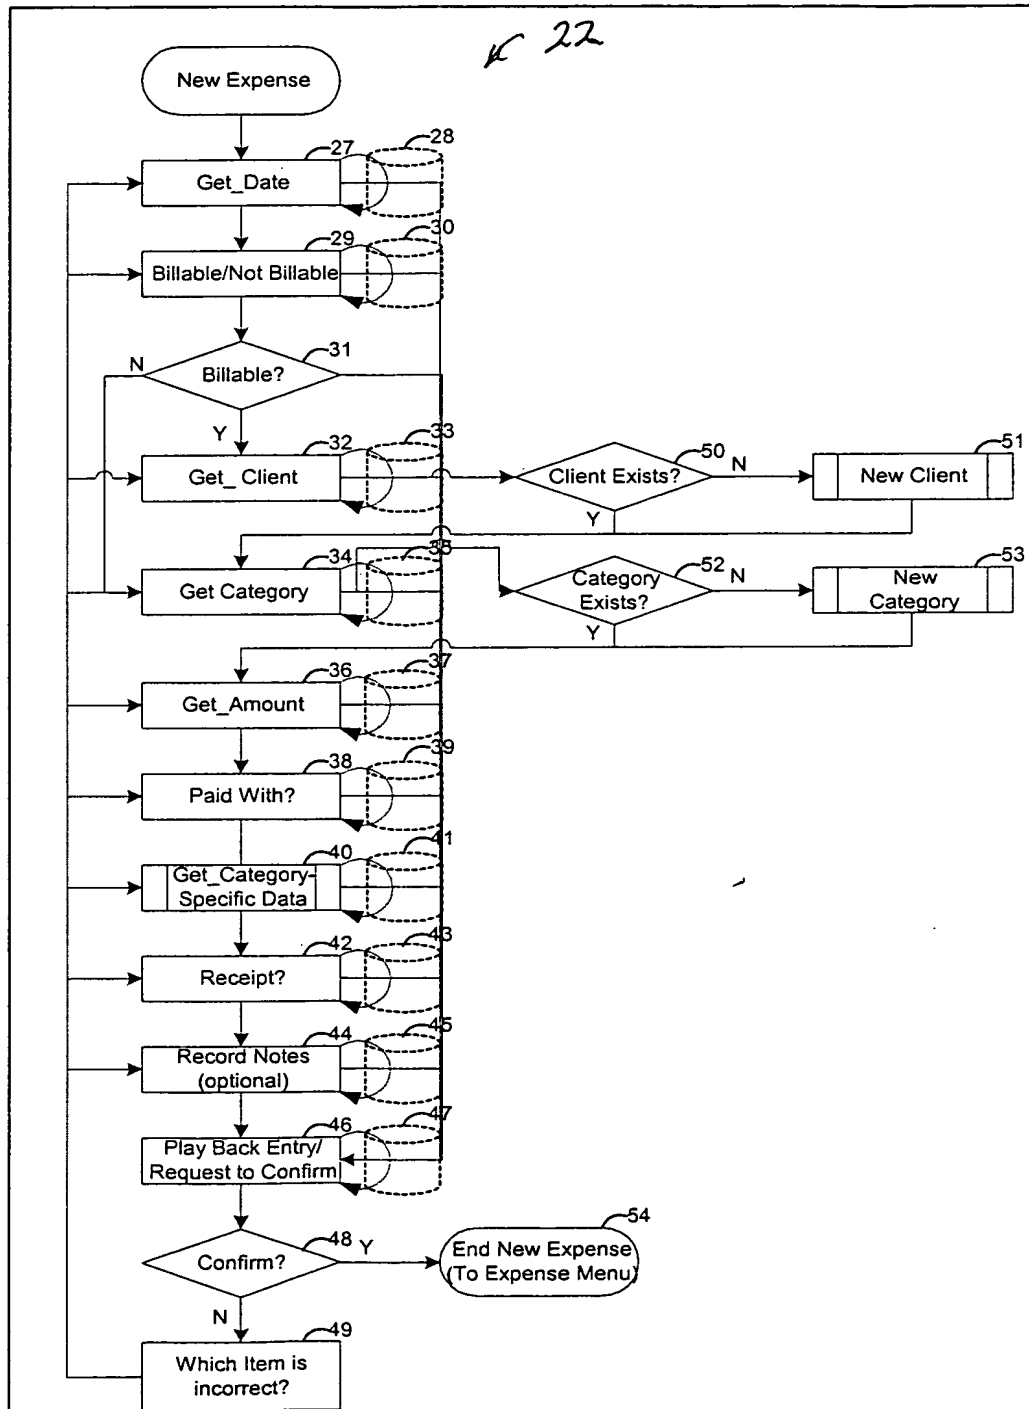 22
New Expense
27
28
Get_Date
29
30
Billable/Not Billable
31
N
Billable?
Y
32
33
50
51
Get_ Client
Client Exists?
N
New Client
Y
34
35
52
53
Get Category
Category
Exists?
N
New
Category
Y
36
37
Get_Amount
38
39
Paid With?
40
41
Get_Category-
Specific Data
42
43
Receipt?
44
45
Record Notes
(optional)
46
47
Play Back Entry/
Request to Confirm
48
54
Confirm?
Y
End New Expense
(To Expense Menu)
N
49
Which Item is
incorrect?